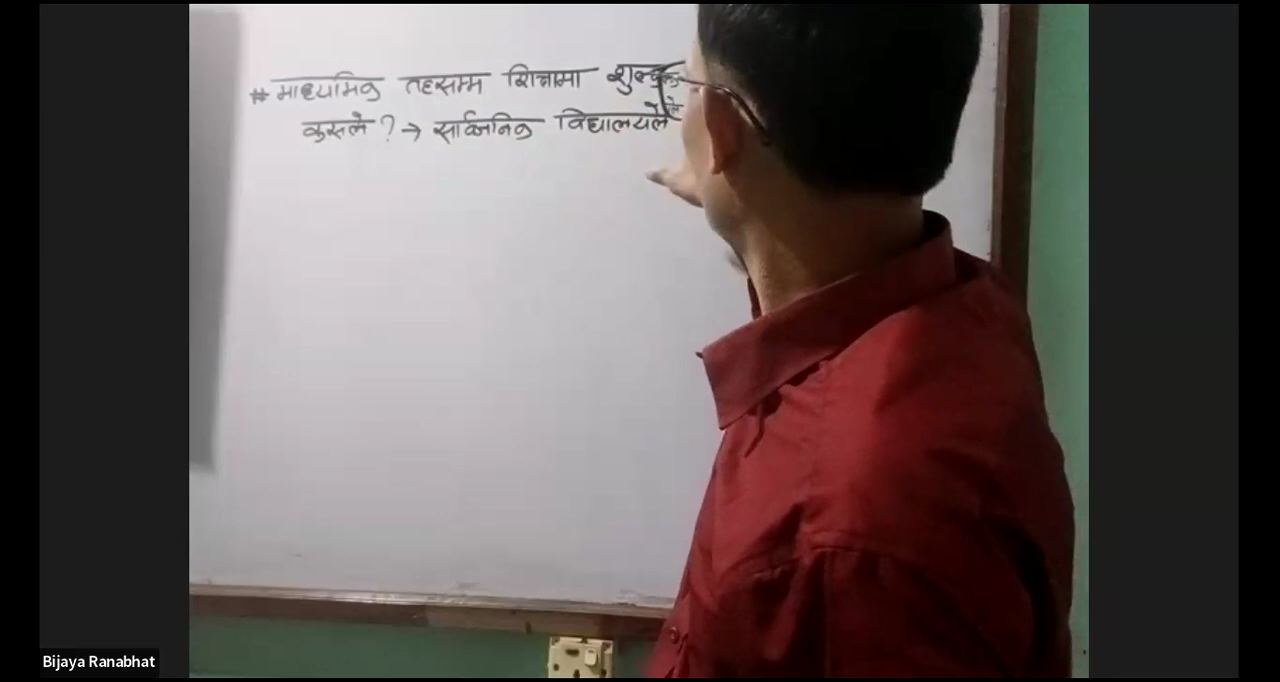 # माध्यमिक तहसम्म शिक्षामा शुल्क
कसले ? → सार्वजनिक विद्यालयले
Bijaya Ranabhat